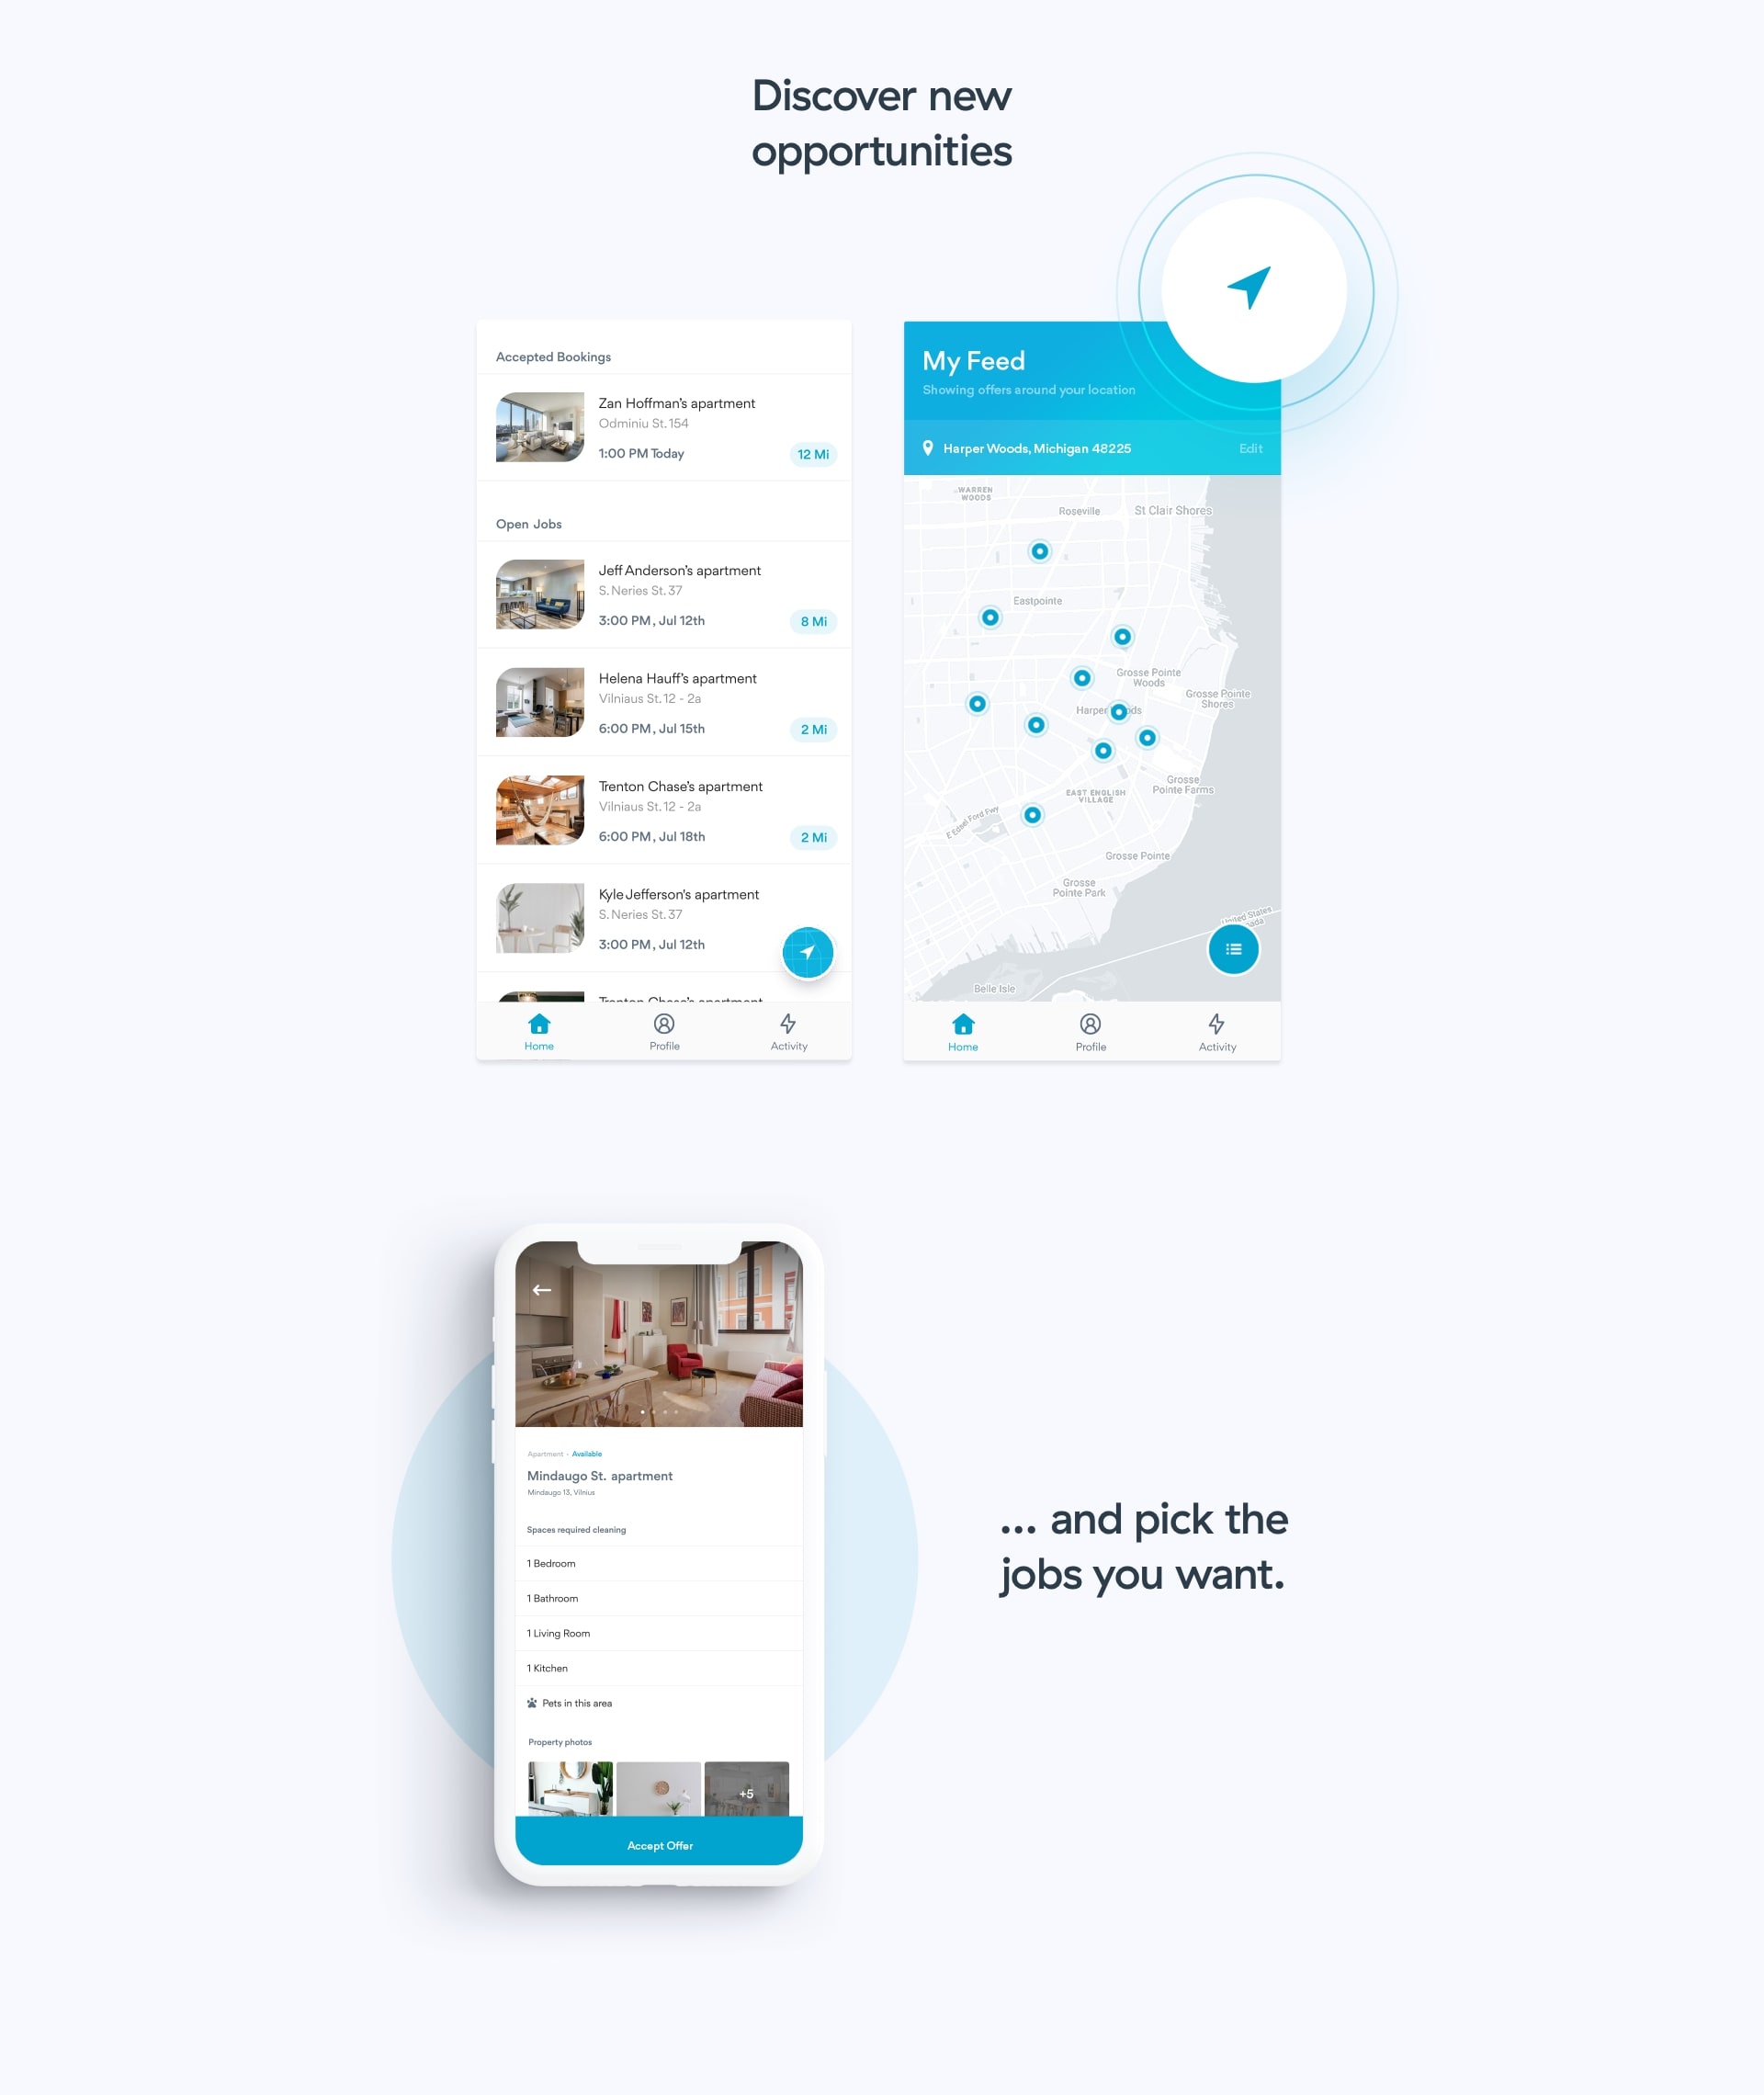 Discover new
opportunities
Accepted Bookings
Zan Hoffman's apartment
Odminiu St. 154
1:00 PM Today
12 Mi
Open Jobs
Jeff Anderson's apartment
S. Neries St. 37
3:00 PM, Jul 12th
8 Mi
Helena Hauff's apartment
Vilniaus St. 12 - 2a
6:00 PM, Jul 15th
2 Mi
Trenton Chase's apartment
Vilniaus St. 12 - 2a
6:00 PM, Jul 18th
2 Mi
Kyle Jefferson's apartment
S. Neries St. 37
3:00 PM, Jul 12th
Trenton Chase's apartment
Home
Profile
Activity
My Feed
Showing offers around your location
Harper Woods, Michigan 48225
Edit
WARREN
WOODS
Roseville
St Clair Shores
Eastpointe
Grosse Pointe
Woods
Grosse Pointe
Shores
Harper
ods
Grosse
Pointe Farms
EAST ENGLISH
VILLAGE
E Edsel Ford Fwy
Grosse Pointe
Grosse
Pointe Park
United States
Belle Isle
Home
Profile
Activity
Apartment - Available
Mindaugo St. apartment
Mindaugo 13, Vilnius
Spaces required cleaning
1 Bedroom
1 Bathroom
1 Living Room
1 Kitchen
Pets in this area
Property photos
+5
Accept Offer
... and pick the
jobs you want.